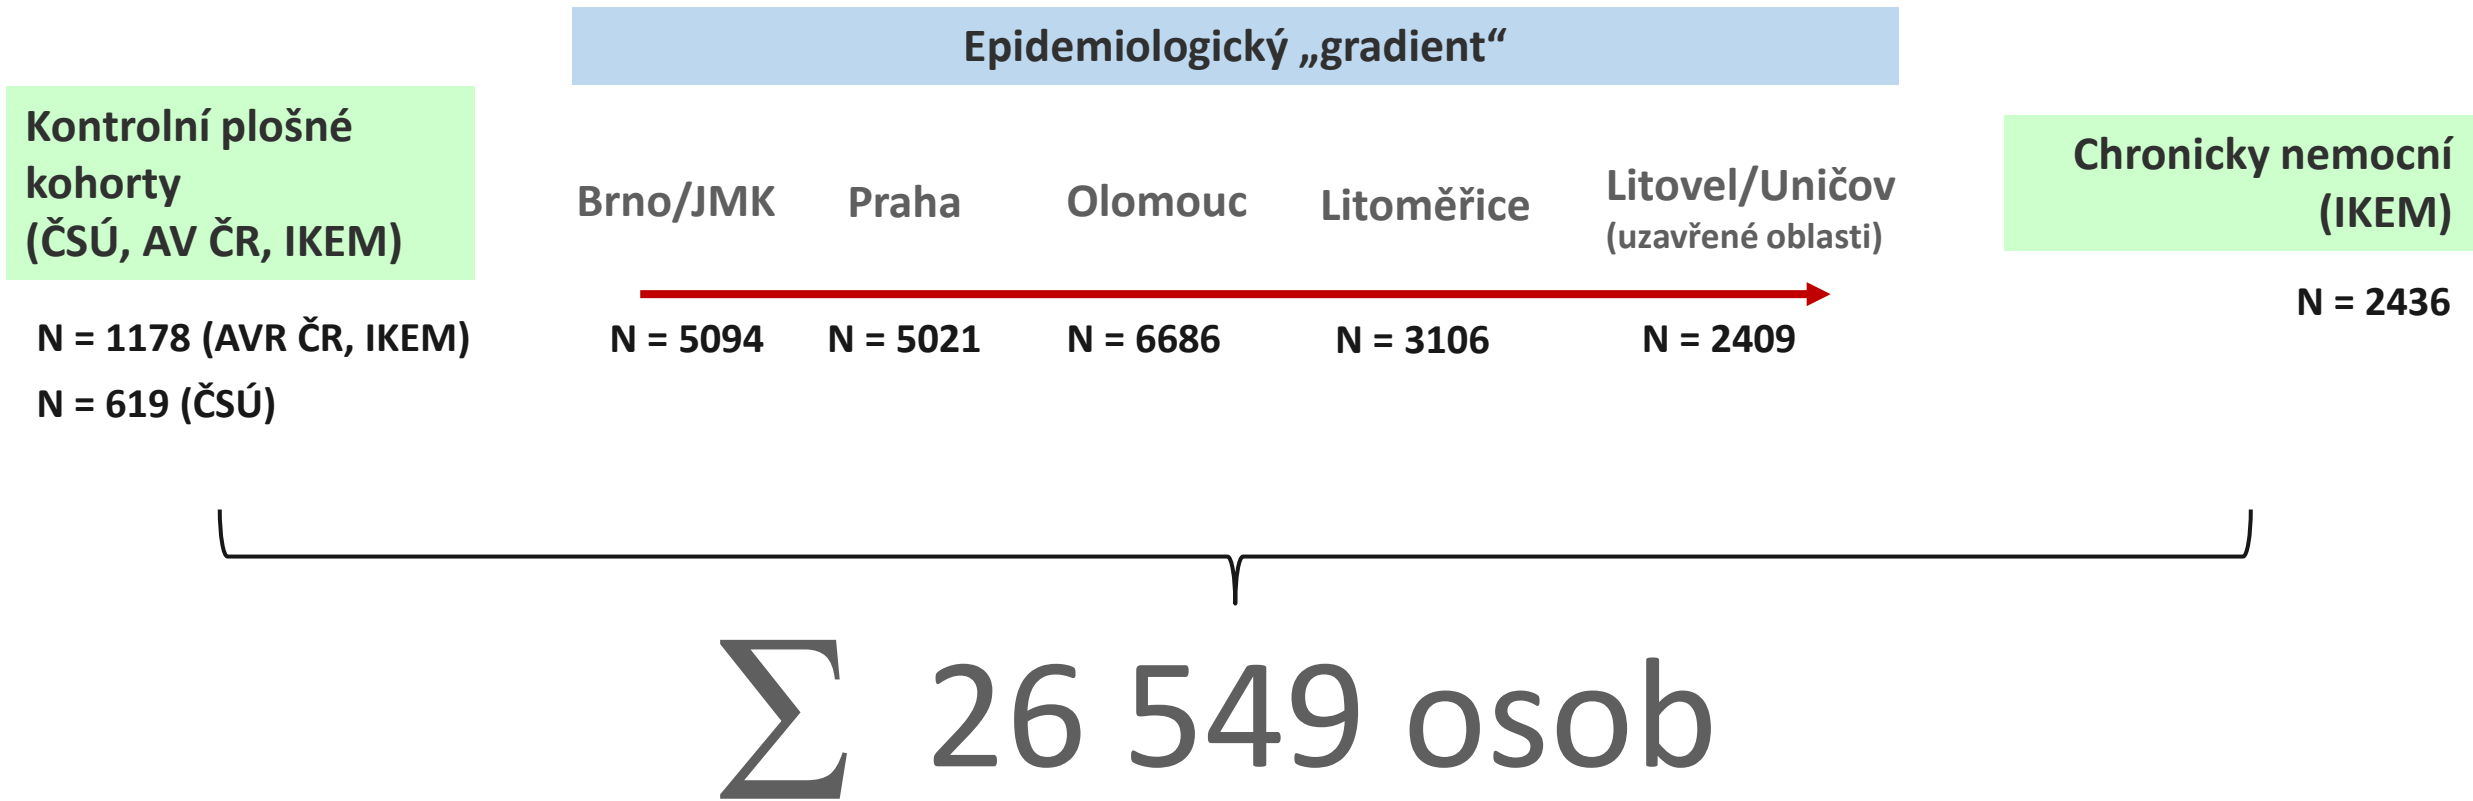 Epidemiologický „gradient“
Kontrolní plošné
kohorty
(ČSÚ, AV ČR, IKEM)
N = 1178 (AVR ČR, IKEM)
N = 619 (ČSÚ)
Brno/JMK
N = 5094
Praha
N = 5021
Olomouc
N = 6686
Litoměřice
N = 3106
Litovel/Uničov
(uzavřené oblasti)
N = 2409
Chronicky nemocní
(IKEM)
N = 2436
∑ 26 549 osob